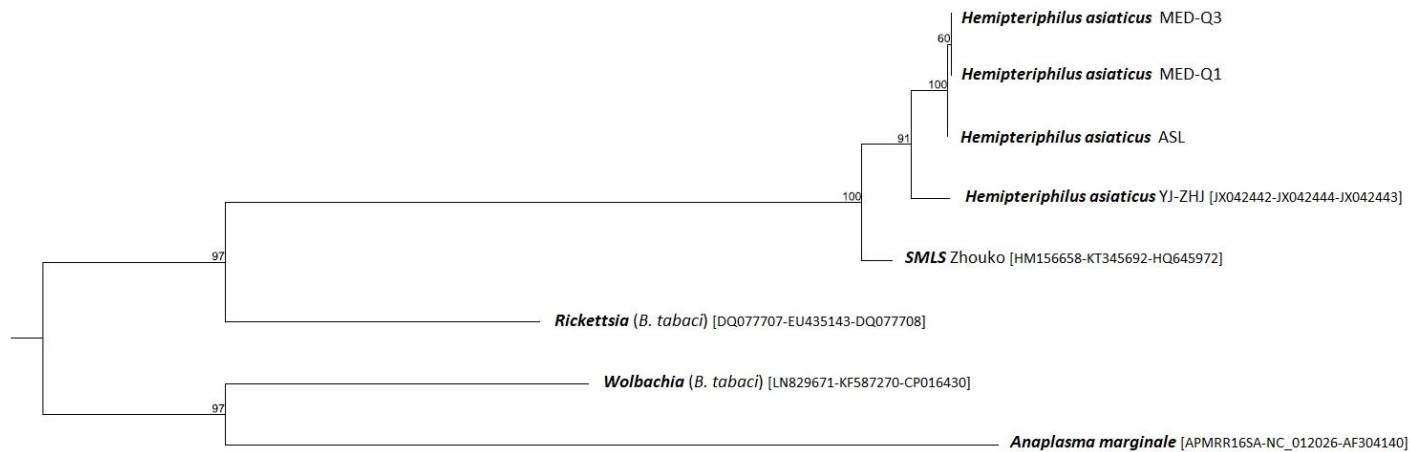 Hemipteriphilus asiaticus MED-Q3
60
Hemipteriphilus asiaticus MED-Q1
100
Hemipteriphilus asiaticus ASL
91
Hemipteriphilus asiaticus YJ-ZHJ [JX042442-JX042444-JX042443]
100
SMLS Zhouko [HM156658-KT345692-HQ645972]
97
Rickettsia (B. tabaci) [DQ077707-EU435143-DQ077708]
Wolbachia (B. tabaci) [LN829671-KF587270-CP016430]
97
Anaplasma marginale [APMRR16SA-NC_012026-AF304140]